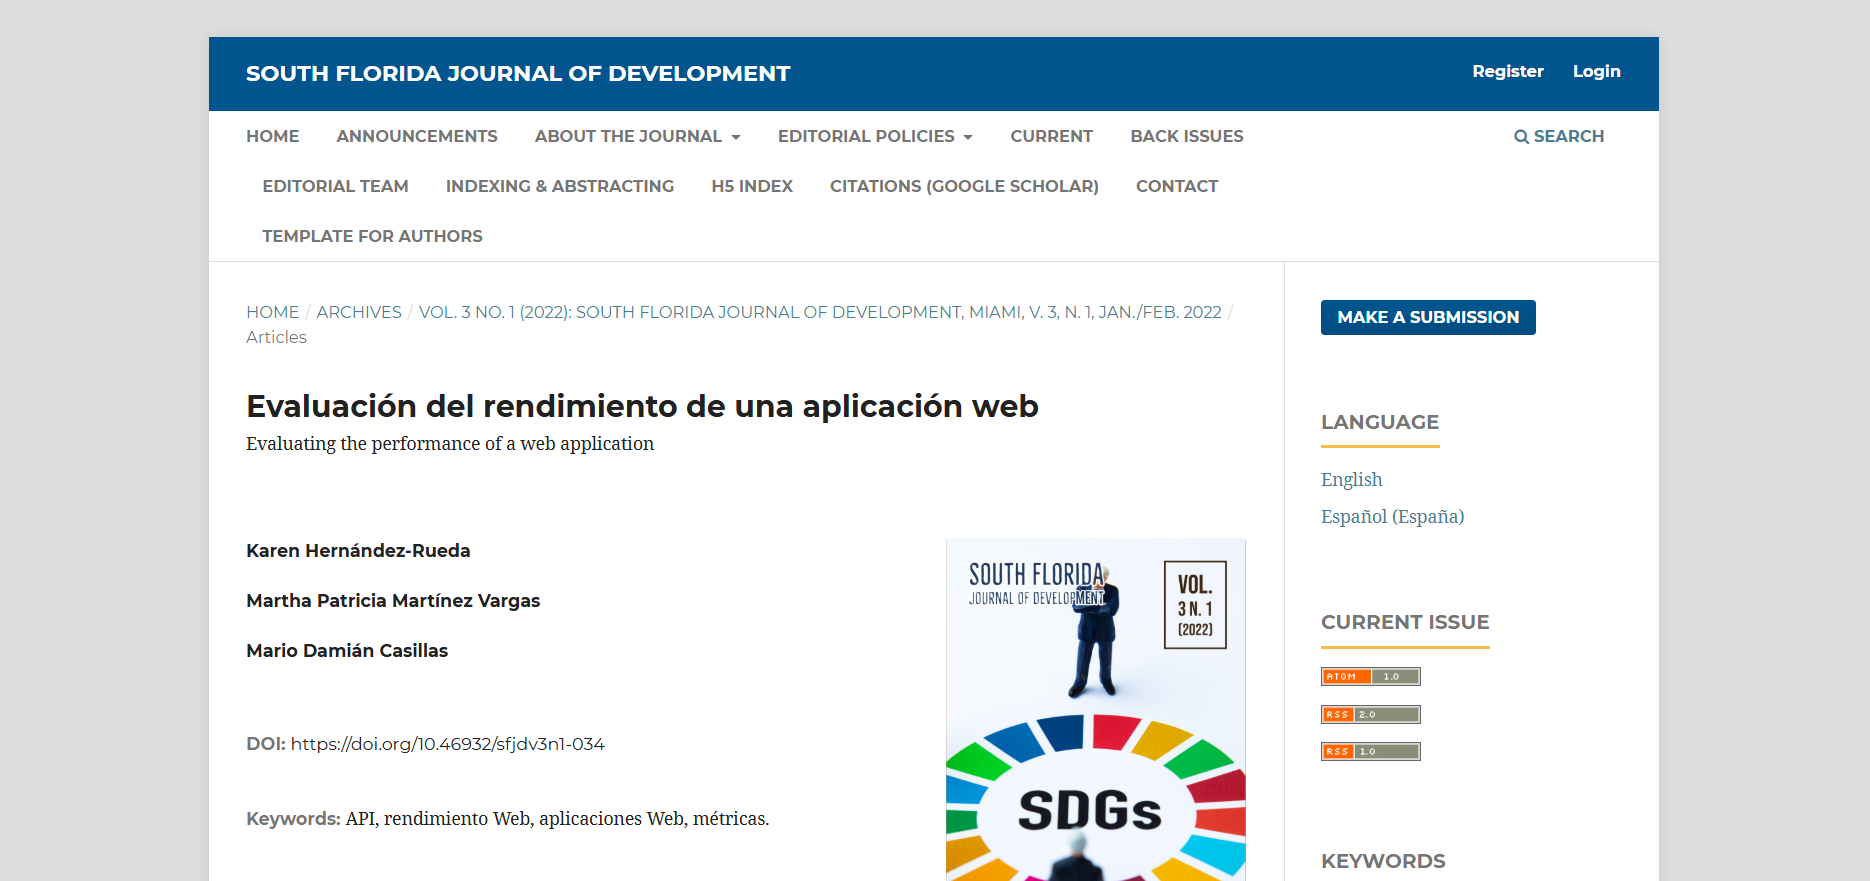 SOUTH FLORIDA JOURNAL OF DEVELOPMENT
Register Login
HOME ANNOUNCEMENTS ABOUT THE JOURNAL EDITORIAL POLICIES CURRENT BACK ISSUES
SEARCH
EDITORIAL TEAM INDEXING & ABSTRACTING H5 INDEX CITATIONS (GOOGLE SCHOLAR) CONTACT
TEMPLATE FOR AUTHORS
HOME / ARCHIVES / VOL. 3 NO. 1 (2022): SOUTH FLORIDA JOURNAL OF DEVELOPMENT, MIAMI, V. 3, N. 1, JAN./FEB. 2022 /
Articles
Evaluación del rendimiento de una aplicación web
Evaluating the performance of a web application
Karen Hernández-Rueda
Martha Patricia Martínez Vargas
Mario Damián Casillas
DOI: https://doi.org/10.46932/sfjdv3n1-034
Keywords: API, rendimiento Web, aplicaciones Web, métricas.
SOUTH FLORIDA
JOURNAL OF DEVELOPMENT
VOL.
3 N. 1
(2022)
SDGs
MAKE A SUBMISSION
LANGUAGE
English
Español (España)
CURRENT ISSUE
ATOM 1.0
RSS 2.0
RSS 1.0
KEYWORDS